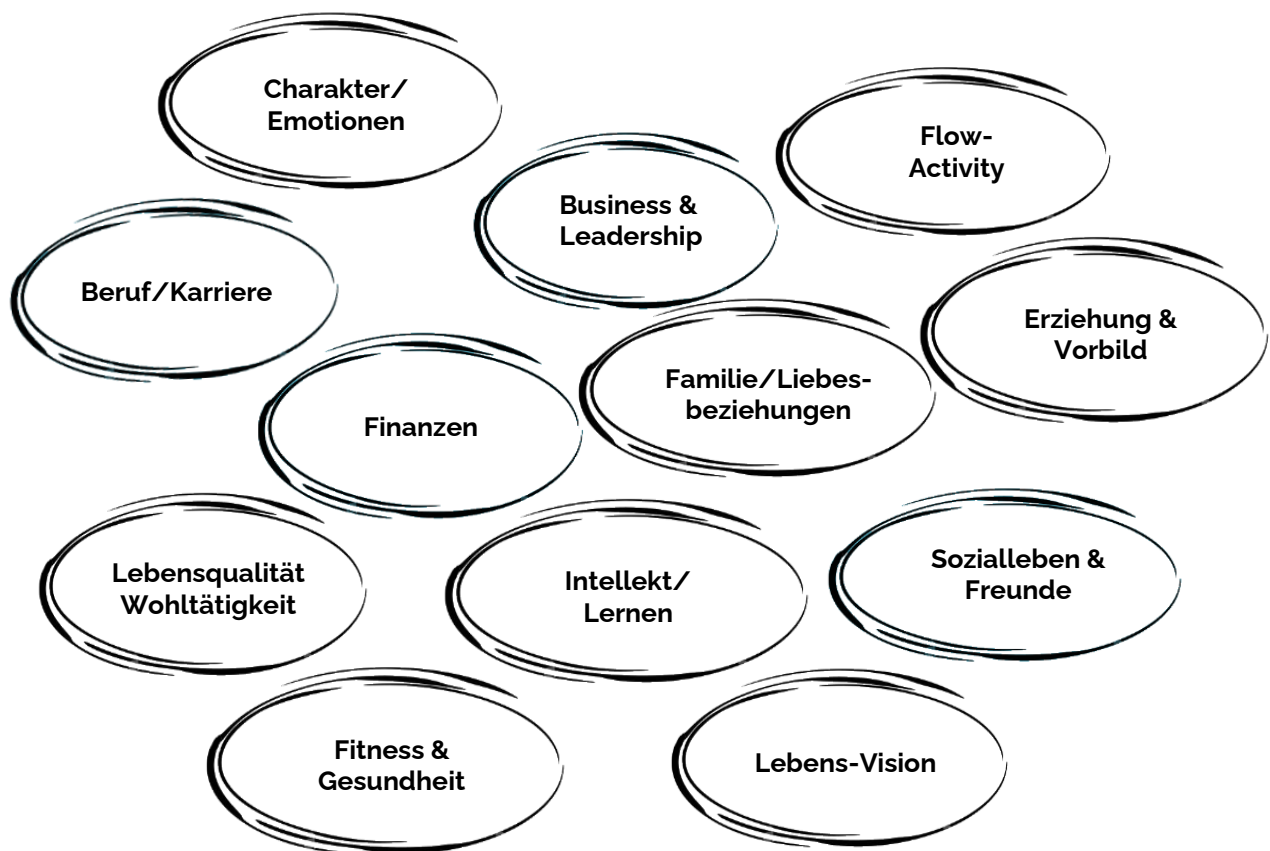 Charakter/
Emotionen
Flow-
Activity
Business &
Leadership
Beruf/Karriere
Erziehung &
Vorbild
Familie/Liebes-
beziehungen
Finanzen
Lebensqualität
Wohltätigkeit
Intellekt/
Lernen
Sozialleben &
Freunde
Fitness &
Gesundheit
Lebens-Vision